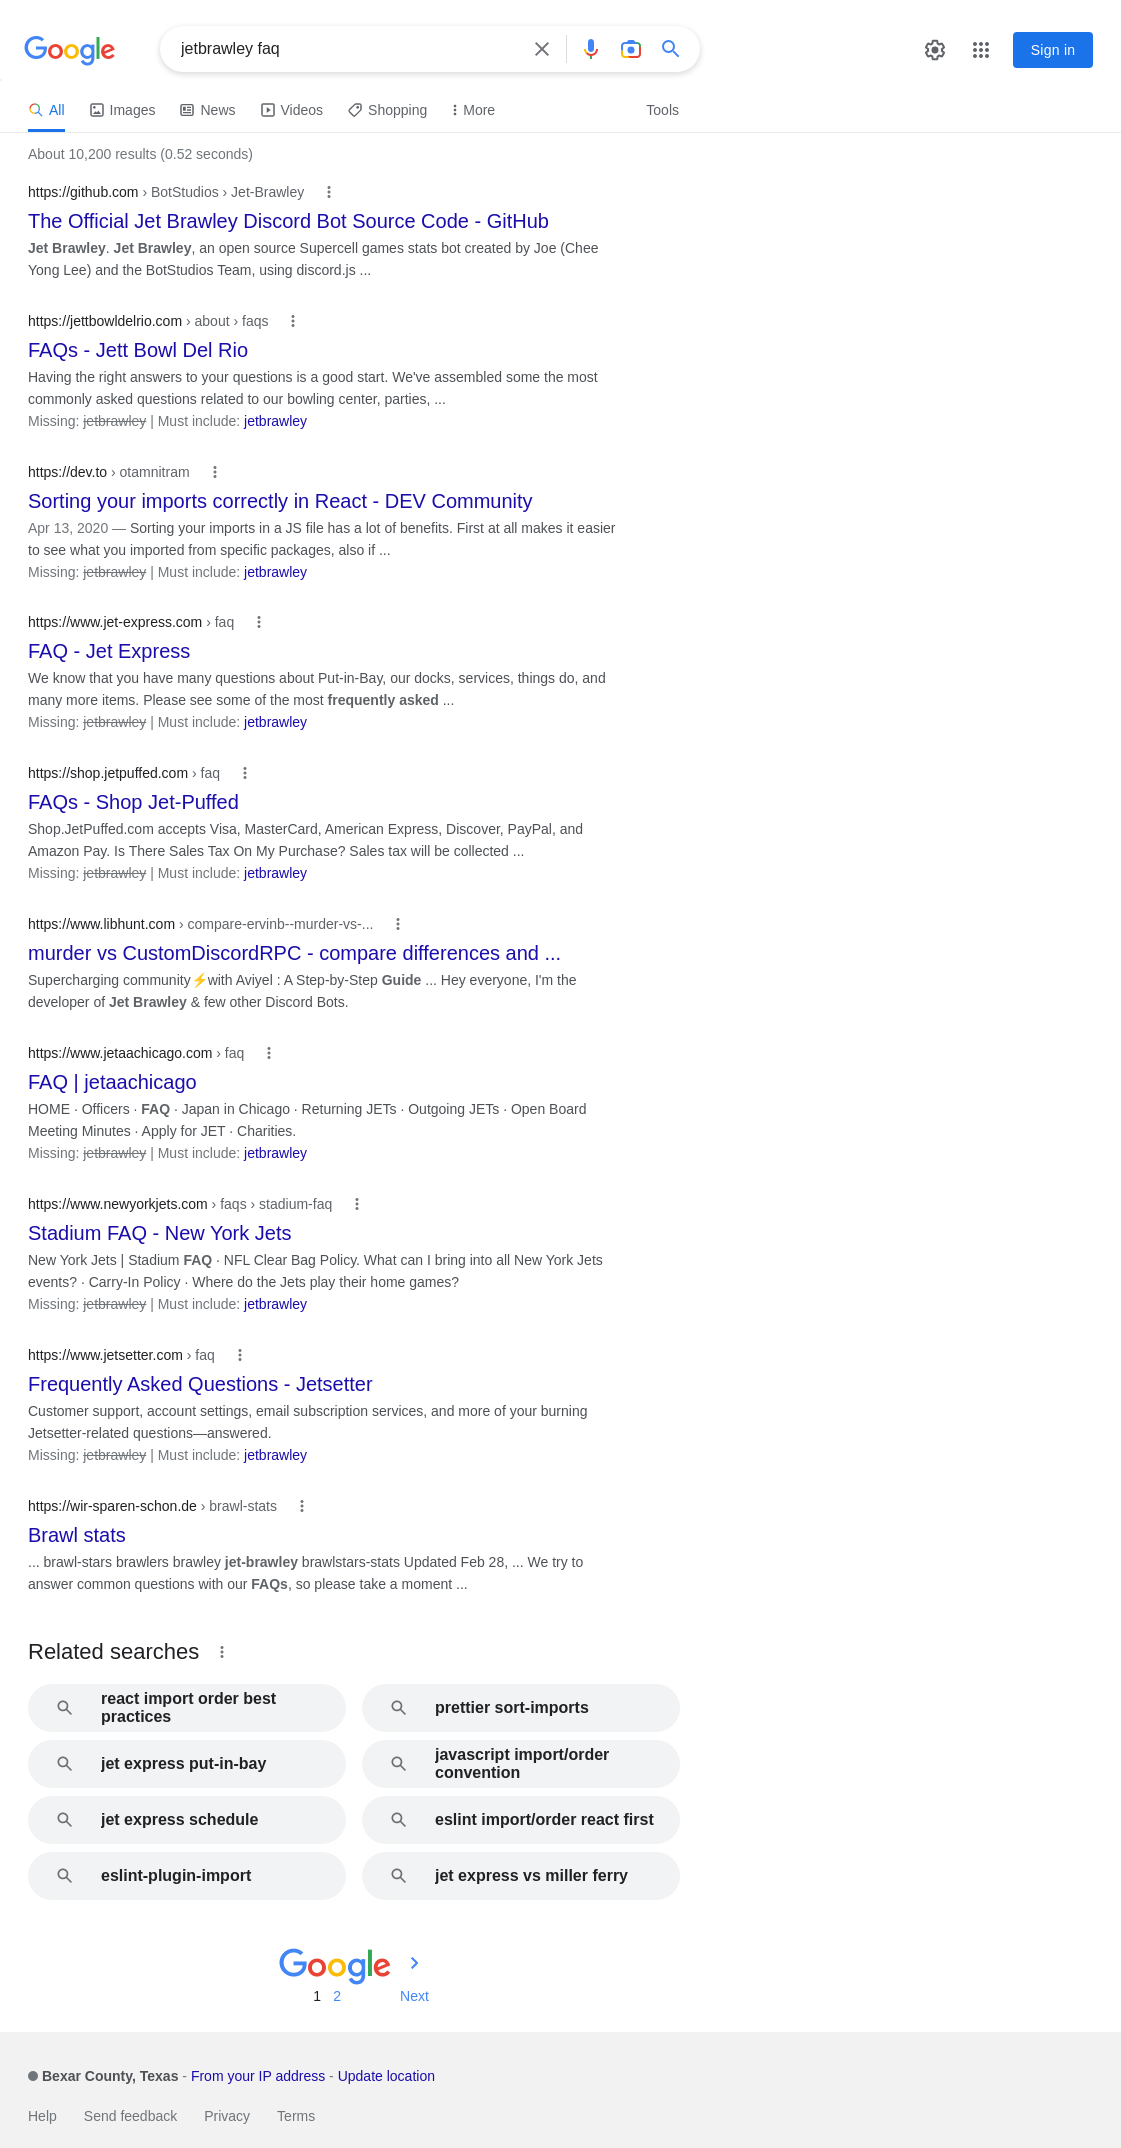 Google
jetbrawley faq
Sign in
All
Images
News
Videos
Shopping
More
Tools
About 10,200 results (0.52 seconds)
https://github.com › BotStudios › Jet-Brawley
The Official Jet Brawley Discord Bot Source Code - GitHub
Jet Brawley. Jet Brawley, an open source Supercell games stats bot created by Joe (Chee
Yong Lee) and the BotStudios Team, using discord.js ...
https://jettbowldelrio.com › about › faqs
FAQs - Jett Bowl Del Rio
Having the right answers to your questions is a good start. We've assembled some the most
commonly asked questions related to our bowling center, parties, ...
Missing: jetbrawley | Must include: jetbrawley
https://dev.to › otamnitram
Sorting your imports correctly in React - DEV Community
Apr 13, 2020 — Sorting your imports in a JS file has a lot of benefits. First at all makes it easier
to see what you imported from specific packages, also if ...
Missing: jetbrawley | Must include: jetbrawley
https://www.jet-express.com › faq
FAQ - Jet Express
We know that you have many questions about Put-in-Bay, our docks, services, things do, and
many more items. Please see some of the most frequently asked ...
Missing: jetbrawley | Must include: jetbrawley
https://shop.jetpuffed.com › faq
FAQs - Shop Jet-Puffed
Shop.JetPuffed.com accepts Visa, MasterCard, American Express, Discover, PayPal, and
Amazon Pay. Is There Sales Tax On My Purchase? Sales tax will be collected ...
Missing: jetbrawley | Must include: jetbrawley
https://www.libhunt.com › compare-ervinb--murder-vs-...
murder vs CustomDiscordRPC - compare differences and ...
Supercharging community⚡with Aviyel : A Step-by-Step Guide ... Hey everyone, I'm the
developer of Jet Brawley & few other Discord Bots.
https://www.jetaachicago.com › faq
FAQ | jetaachicago
HOME · Officers · FAQ · Japan in Chicago · Returning JETs · Outgoing JETs · Open Board
Meeting Minutes · Apply for JET · Charities.
Missing: jetbrawley | Must include: jetbrawley
https://www.newyorkjets.com › faqs › stadium-faq
Stadium FAQ - New York Jets
New York Jets | Stadium FAQ · NFL Clear Bag Policy. What can I bring into all New York Jets
events? · Carry-In Policy · Where do the Jets play their home games?
Missing: jetbrawley | Must include: jetbrawley
https://www.jetsetter.com › faq
Frequently Asked Questions - Jetsetter
Customer support, account settings, email subscription services, and more of your burning
Jetsetter-related questions—answered.
Missing: jetbrawley | Must include: jetbrawley
https://wir-sparen-schon.de › brawl-stats
Brawl stats
... brawl-stars brawlers brawley jet-brawley brawlstars-stats Updated Feb 28, ... We try to
answer common questions with our FAQs, so please take a moment ...
Related searches
react import order best
practices
prettier sort-imports
jet express put-in-bay
javascript import/order
convention
jet express schedule
eslint import/order react first
eslint-plugin-import
jet express vs miller ferry
Google
1 2 Next
Bexar County, Texas - From your IP address - Update location
Help Send feedback Privacy Terms